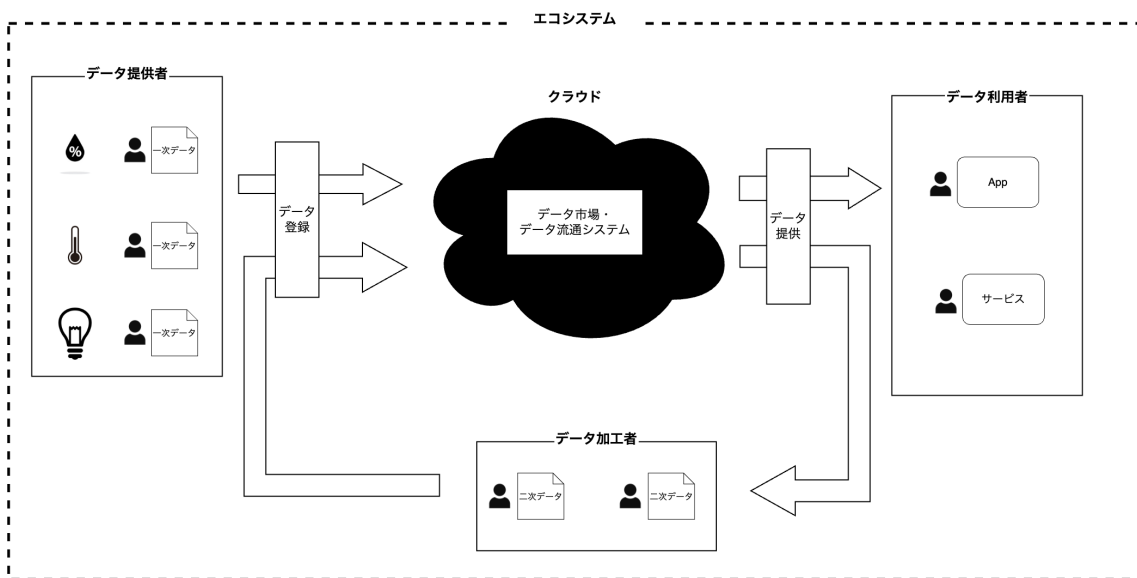 エコシステム
データ提供者
%
一次データ
一次データ
一次データ
データ
登録
クラウド
データ市場・
データ流通システム
データ
提供
データ利用者
App
サービス
データ加工者
二次データ
二次データ